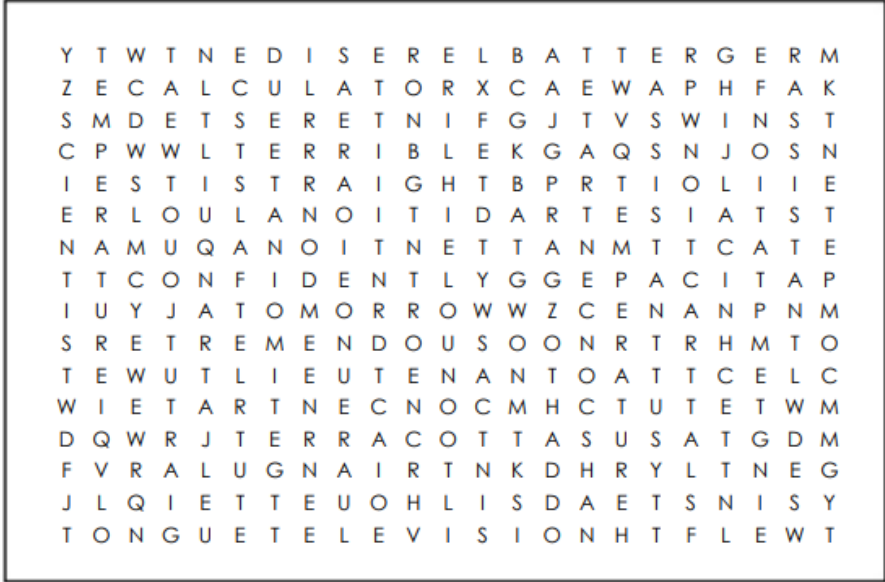 Y T W T N E D I S E R E L B A T T E R G E R M
Z E C A L C U L A T O R X C A E W A P H F A K
S M D E T S E R E T N I F G J T V S W I N S T
C P W W L T E R R I B L E K G A Q S N J O S N
I E S T I S T R A I G H T B P R T I O L I I E
E R L O U L A N O I T I D A R T E S I A T S T
N A M U Q A N O I T N E T T A N M T T C A T E
T T C O N F I D E N T L Y G G E P A C I T A P
I U Y J A T O M O R R O W W Z C E N A N P N M
S R E T R E M E N D O U S O O N R T R H M T O
T E W U T L I E U T E N A N T O A T T C E L C
W I E T A R T N E C N O C M H C T U T E T W M
D Q W R J T E R R A C O T T A S U S A T G D M
F V R A L U G N A I R T N K D H R Y L T N E G
J L Q I E T T E U O H L I S D A E T S N I S Y
T O N G U E T E L E V I S I O N H T F L E W T